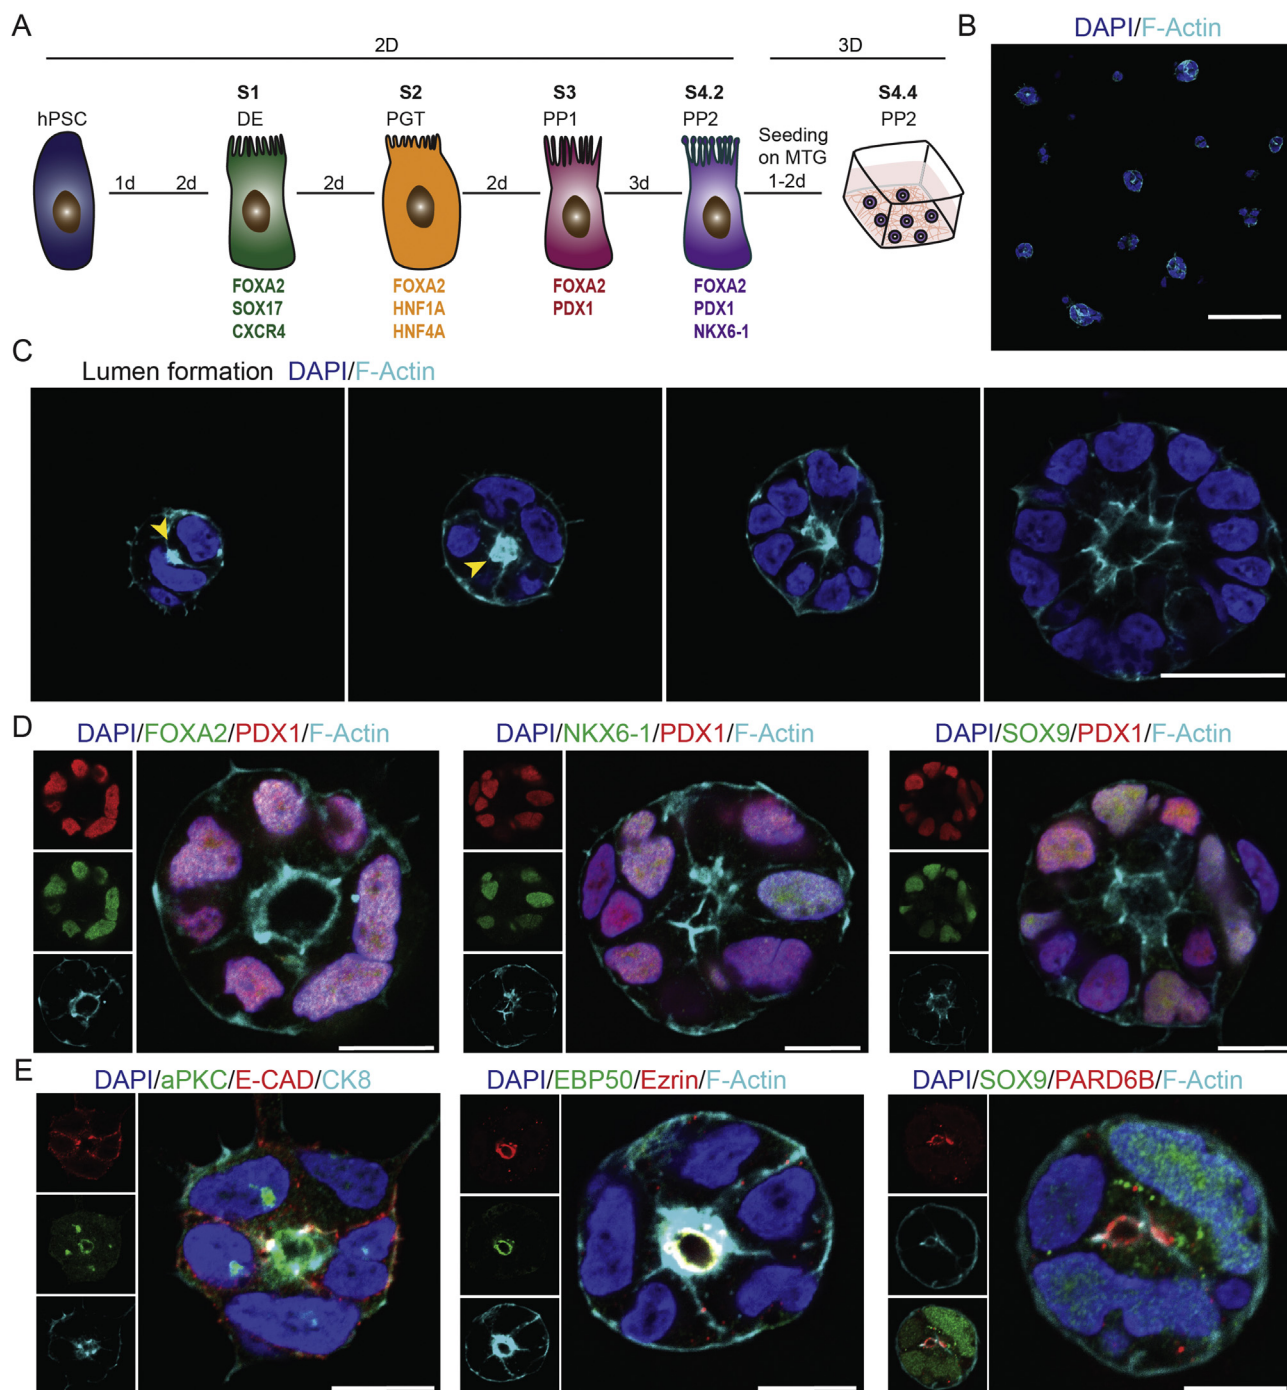 A
2D
3D
S1
S2
S3
S4.2
S4.4
hPSC
DE
PGT
PP1
PP2
PP2
Seeding
on MTG
1d
2d
2d
2d
3d
1-2d
FOXA2
SOX17
CXCR4
FOXA2
HNF1A
HNF4A
FOXA2
PDX1
FOXA2
PDX1
NKX6-1
B
DAPI/F-Actin
C
Lumen formation DAPI/F-Actin
D
DAPI/FOXA2/PDX1/F-Actin
DAPI/NKX6-1/PDX1/F-Actin
DAPI/SOX9/PDX1/F-Actin
E
DAPI/aPKC/E-CAD/CK8
DAPI/EBP50/Ezrin/F-Actin
DAPI/SOX9/PARD6B/F-Actin